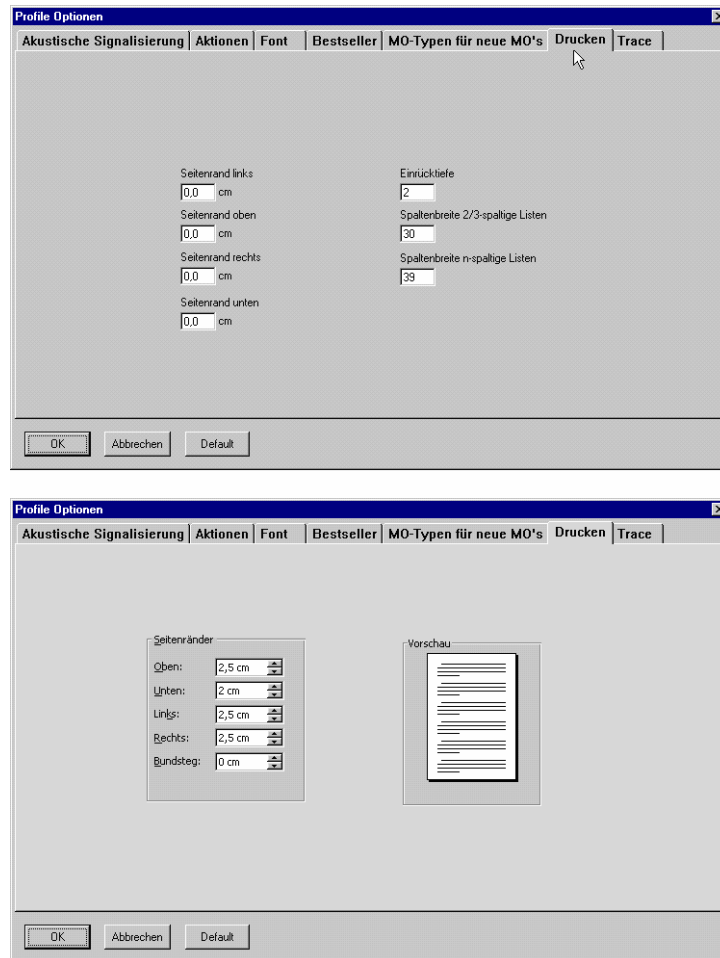 Profile Optionen
Akustische Signalisierung Aktionen Font Bestseller MO-Typen für neue MO's Drucken Trace
Seitenrand links
0,0 cm
Seitenrand oben
0,0 cm
Seitenrand rechts
0,0 cm
Seitenrand unten
0,0 cm
Einrücktiefe
2
Spaltenbreite 2/3-spaltige Listen
30
Spaltenbreite n-spaltige Listen
39
OK Abbrechen Default
Profile Optionen
Akustische Signalisierung Aktionen Font Bestseller MO-Typen für neue MO's Drucken Trace
Seitenränder
Oben: 2,5 cm
Unten: 2 cm
Links: 2,5 cm
Rechts: 2,5 cm
Bundsteg: 0 cm
Vorschau
OK Abbrechen Default